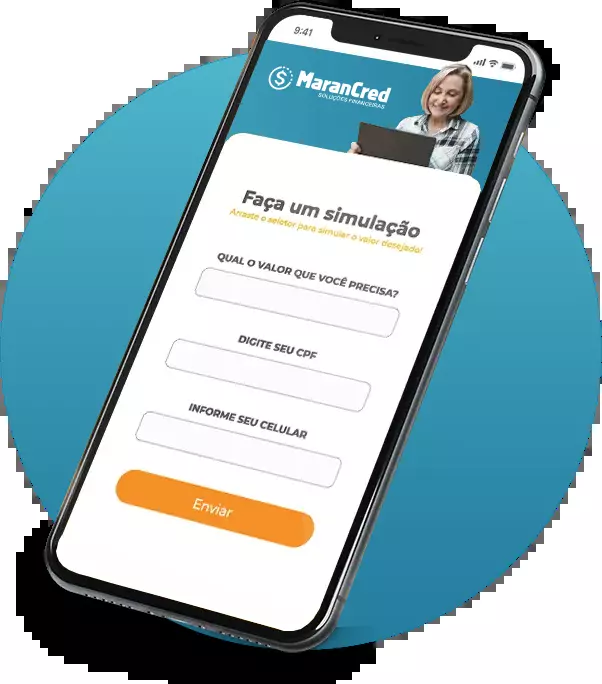 9:41
MaranCred
SOLUÇÕES FINANCEIRAS
Faça um simulação
Arraste o seletor para simular o valor desejado!
QUAL O VALOR QUE VOCÊ PRECISA?
DIGITE SEU CPF
INFORME SEU CELULAR
Enviar